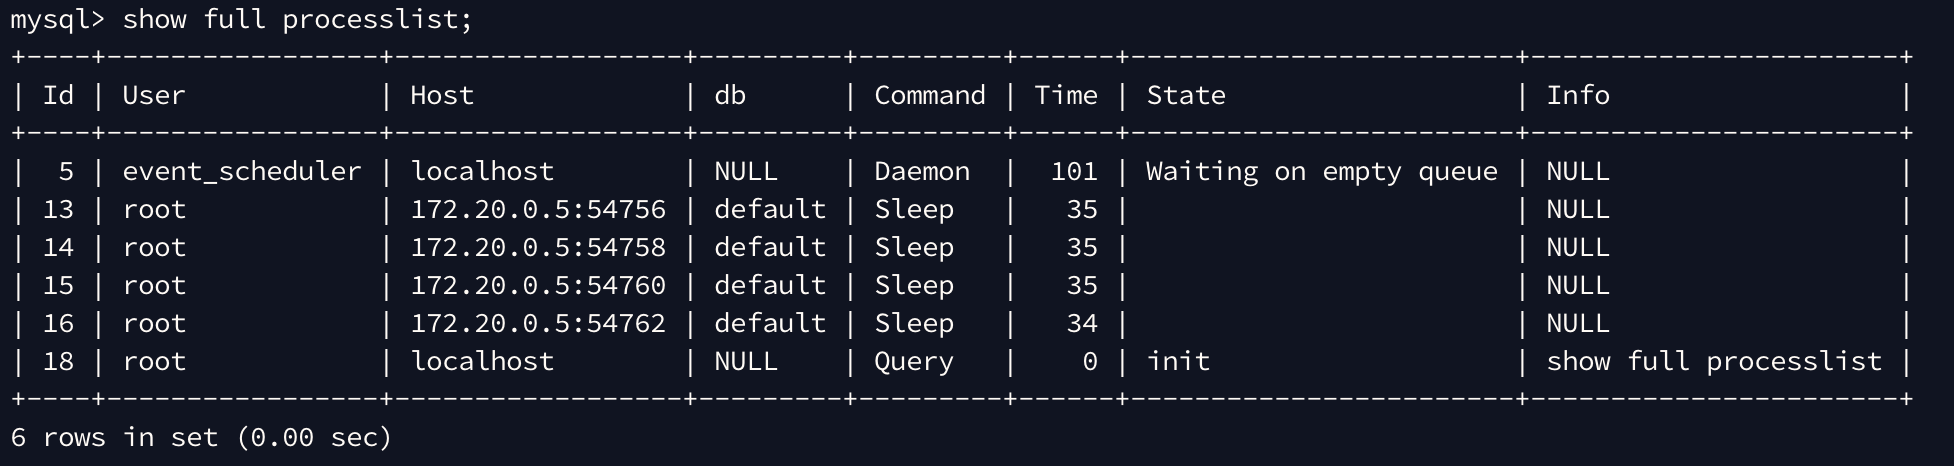 mysql> show full processlist;
+----+-----------------+------------------+---------+---------+------+------------------------+-----------------------+
| Id | User            | Host             | db      | Command | Time | State                  | Info                  |
+----+-----------------+------------------+---------+---------+------+------------------------+-----------------------+
|  5 | event_scheduler | localhost        | NULL    | Daemon  |  101 | Waiting on empty queue | NULL                  |
| 13 | root            | 172.20.0.5:54756 | default | Sleep   |   35 |                        | NULL                  |
| 14 | root            | 172.20.0.5:54758 | default | Sleep   |   35 |                        | NULL                  |
| 15 | root            | 172.20.0.5:54760 | default | Sleep   |   35 |                        | NULL                  |
| 16 | root            | 172.20.0.5:54762 | default | Sleep   |   34 |                        | NULL                  |
| 18 | root            | localhost        | NULL    | Query   |    0 | init                   | show full processlist |
+----+-----------------+------------------+---------+---------+------+------------------------+-----------------------+
6 rows in set (0.00 sec)